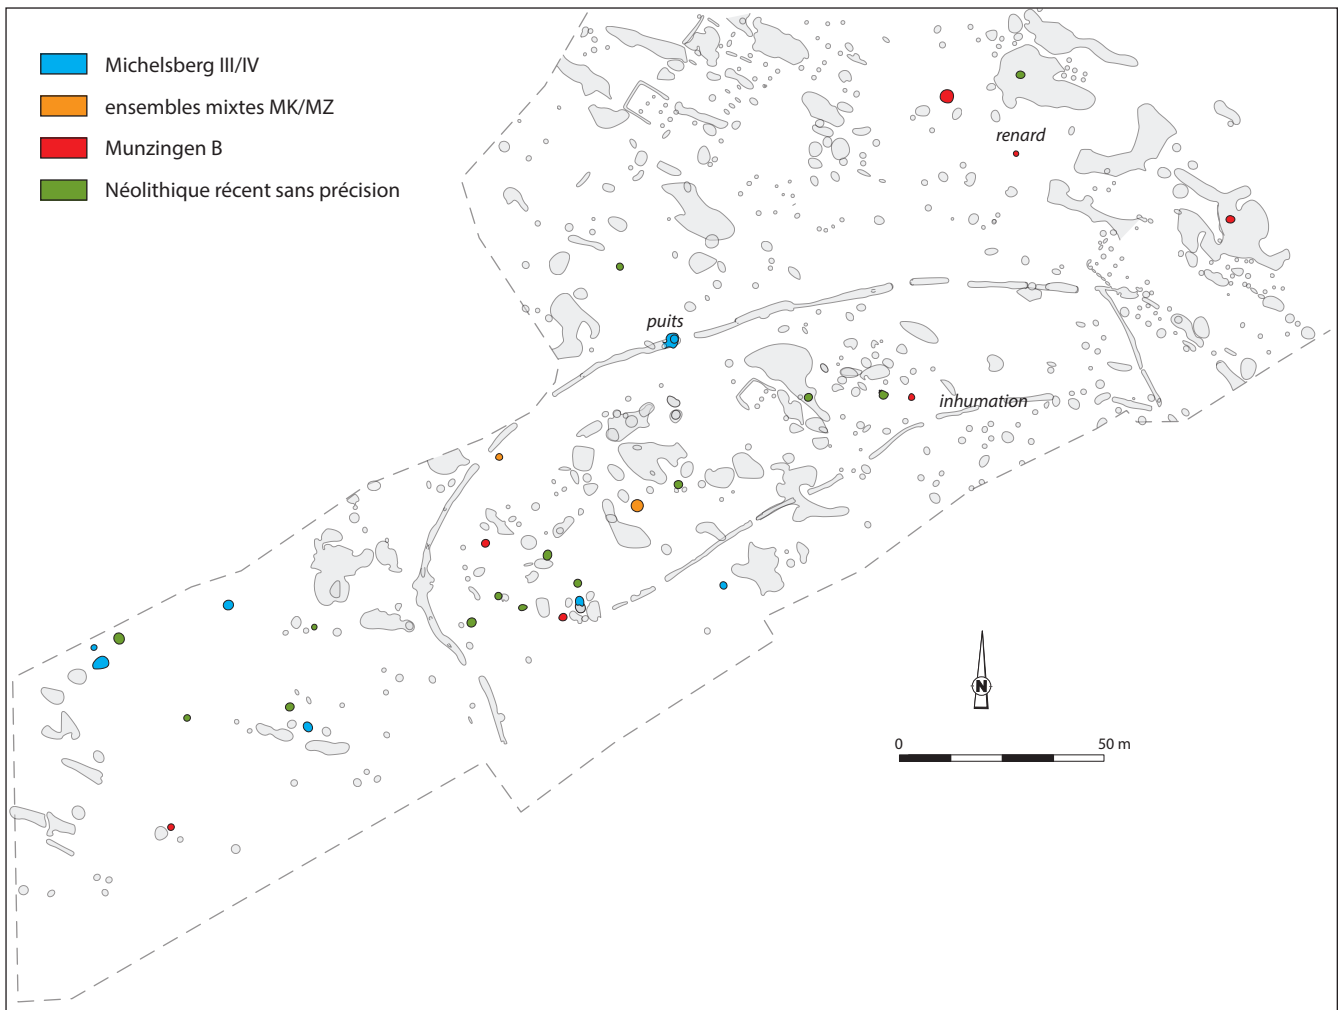 Michelsberg III/IV
ensembles mixtes MK/MZ
Munzingen B
Néolithique récent sans précision
renard
puits
inhumation
N
0 50 m